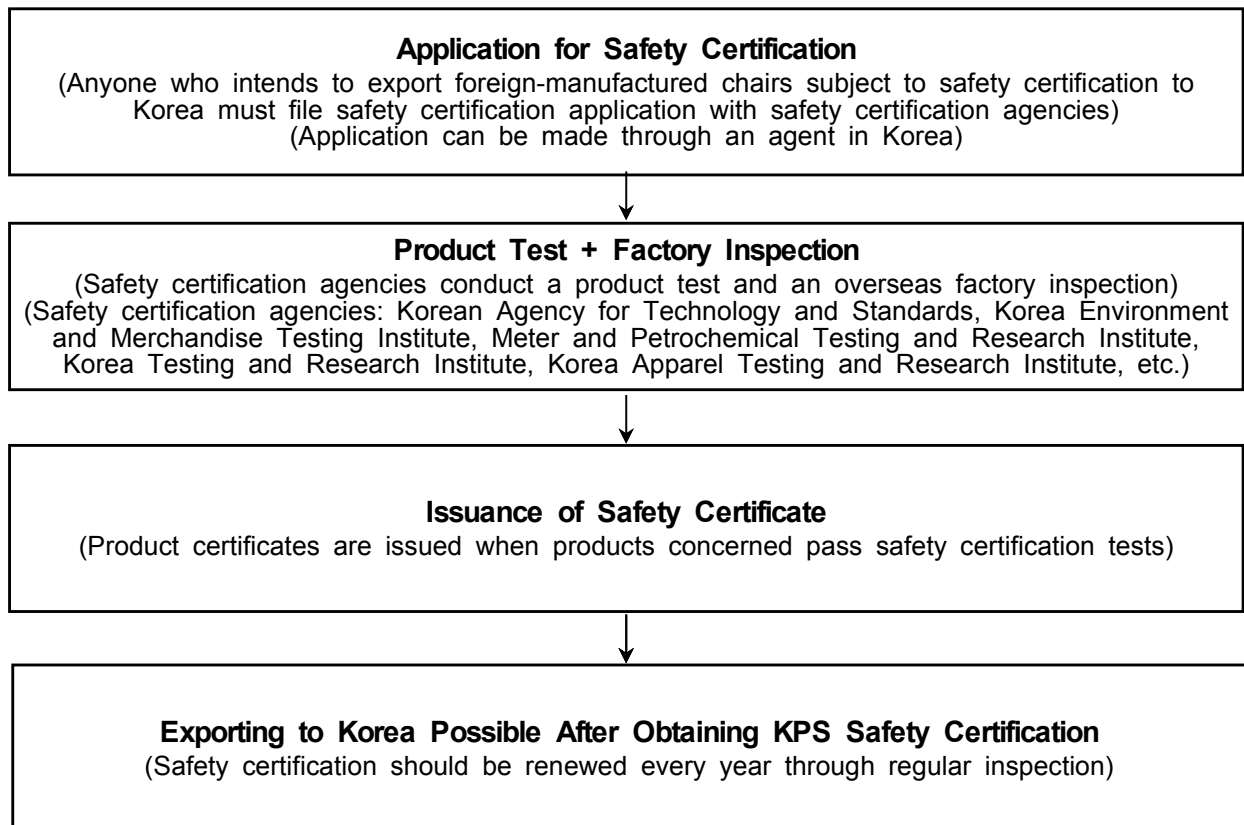 Application for Safety Certification
(Anyone who intends to export foreign-manufactured chairs subject to safety certification to
Korea must file safety certification application with safety certification agencies)
(Application can be made through an agent in Korea)
Product Test + Factory Inspection
(Safety certification agencies conduct a product test and an overseas factory inspection)
(Safety certification agencies: Korean Agency for Technology and Standards, Korea Environment
and Merchandise Testing Institute, Meter and Petrochemical Testing and Research Institute,
Korea Testing and Research Institute, Korea Apparel Testing and Research Institute, etc.)
Issuance of Safety Certificate
(Product certificates are issued when products concerned pass safety certification tests)
Exporting to Korea Possible After Obtaining KPS Safety Certification
(Safety certification should be renewed every year through regular inspection)